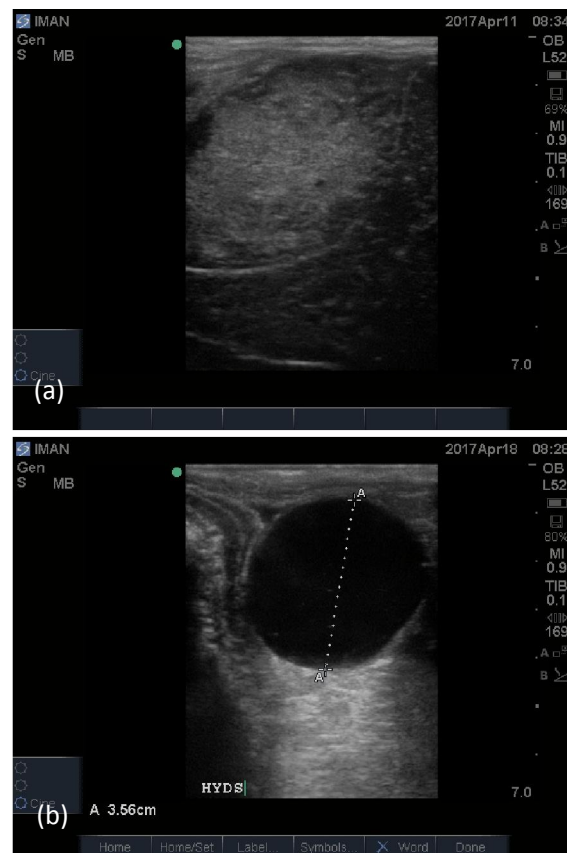 IMAN
2017Apr11 08:34
Gen
S MB
OB
L52
69%
MI
0.9
TIB
0.1
169
A
B
7.0
Cine
(a)
IMAN
2017Apr18 08:28
Gen
S MB
OB
L52
80%
MI
0.9
TIB
0.1
169
A
B
A
A
HYDS
7.0
(b)
A 3.56cm
Home Home/Set Label... Symbols... X Word Done